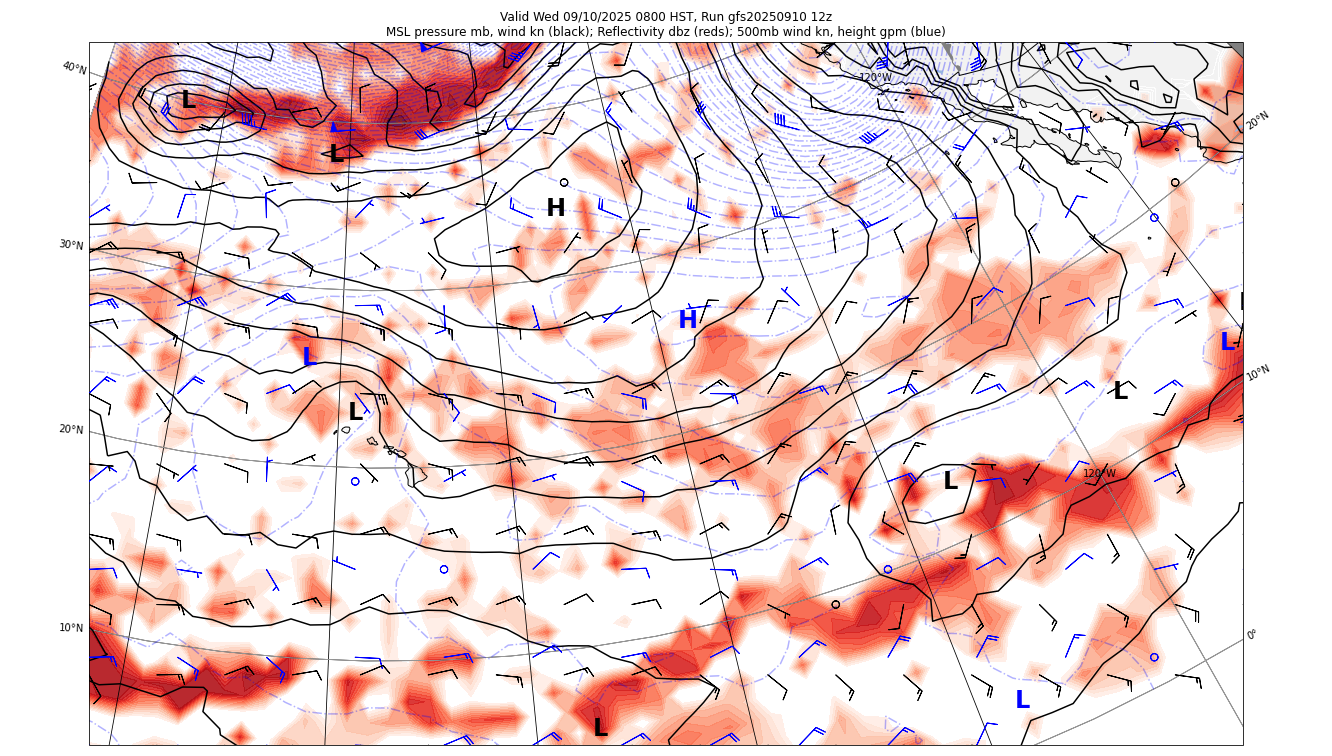 Valid Wed 09/10/2025 0800 HST, Run gfs20250910 12z
MSL pressure mb, wind kn (black); Reflectivity dbz (reds); 500mb wind kn, height gpm (blue)
40°N
120°W
20°N
L
L
H
30°N
H
L
L
10°N
L
L
20°N
120°W
L
10°N
0°
L
L